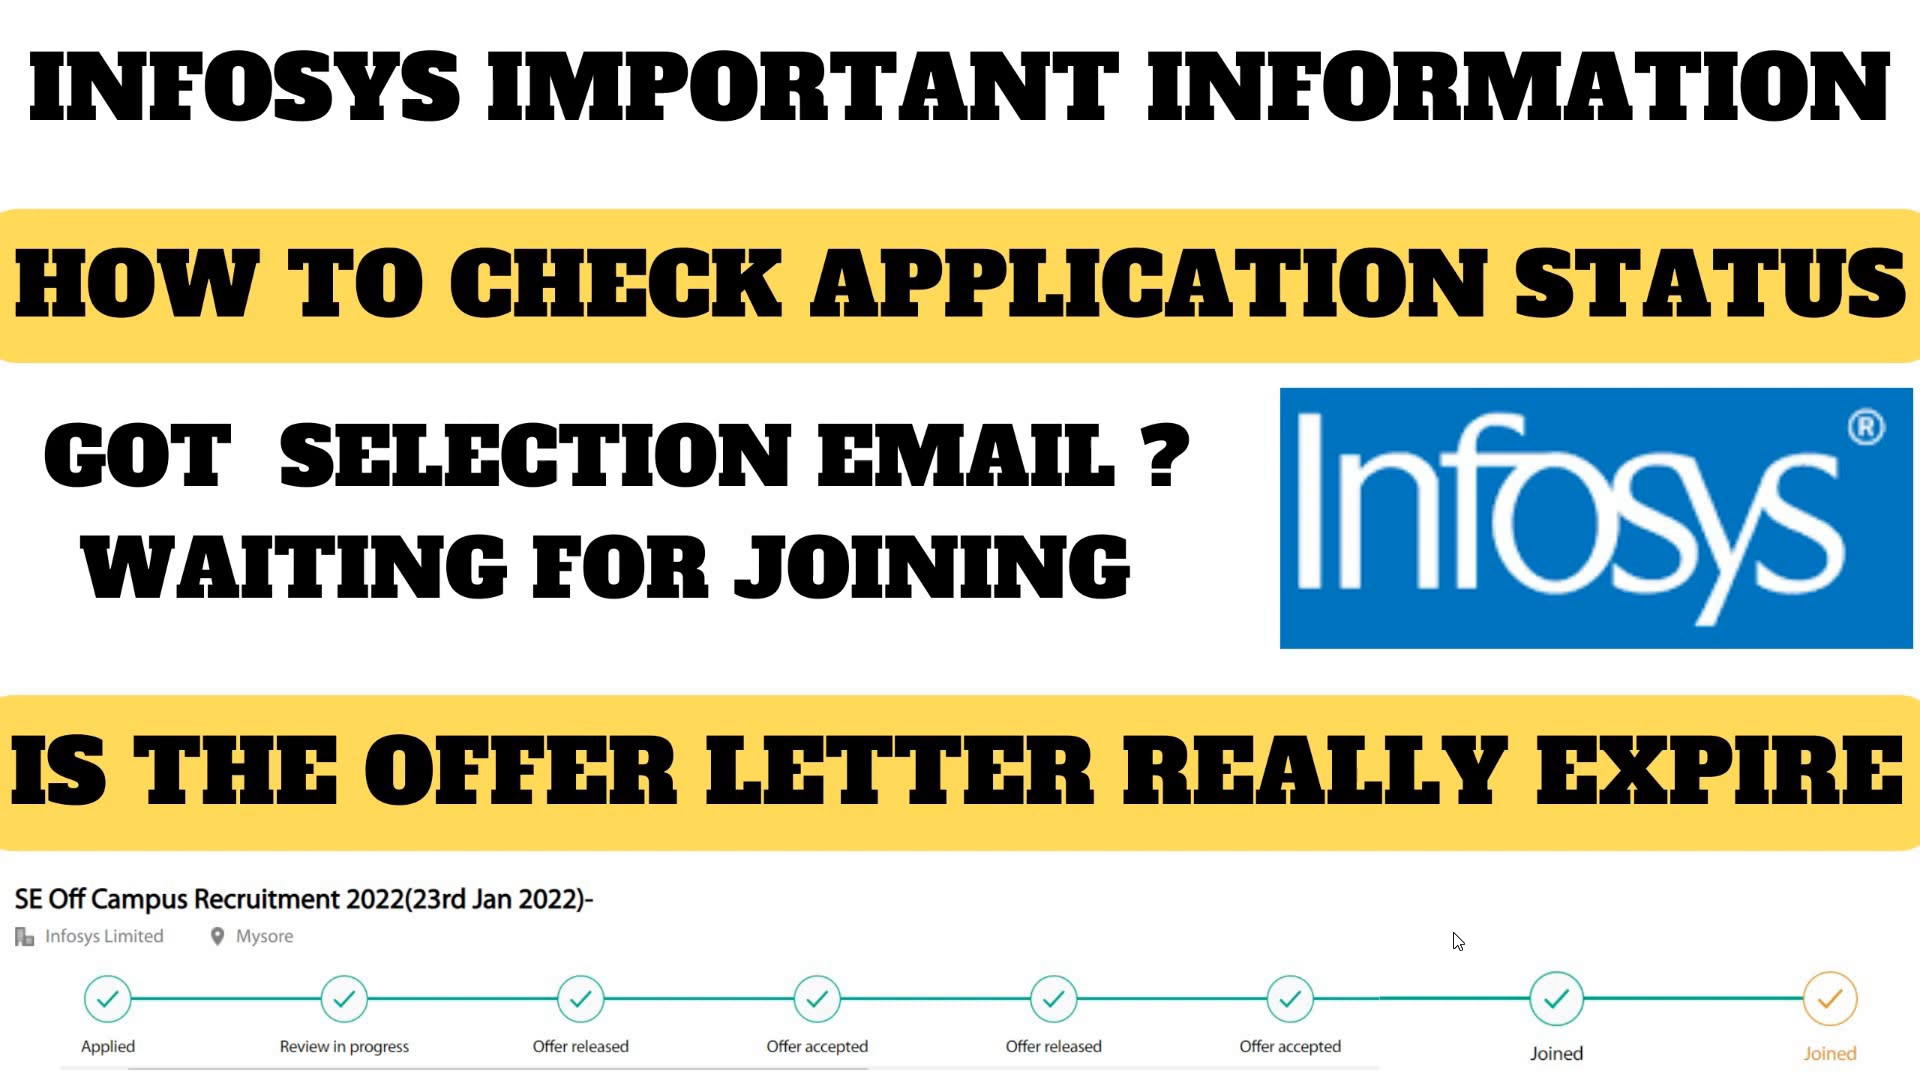 INFOSYS IMPORTANT INFORMATION
HOW TO CHECK APPLICATION STATUS
GOT SELECTION EMAIL ?
WAITING FOR JOINING
Infosys®
IS THE OFFER LETTER REALLY EXPIRE
SE Off Campus Recruitment 2022(23rd Jan 2022)-
Infosys Limited Mysore
Applied Review in progress Offer released Offer accepted Offer released Offer accepted Joined Joined